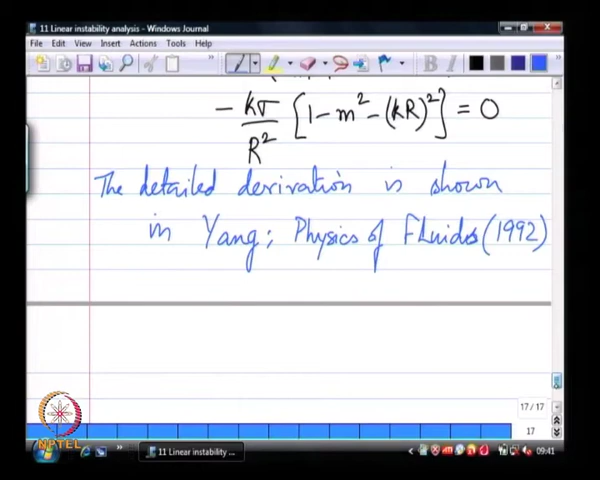 11 Linear instability analysis - Windows Journal
File Edit View Insert Actions Tools Help
- kσ/R² [1 - m² - (kR)²] = 0
The detailed derivation is shown
in Yang; Physics of Fluids (1992)
17/17
17
NPTEL
11 Linear instability ...
09:41